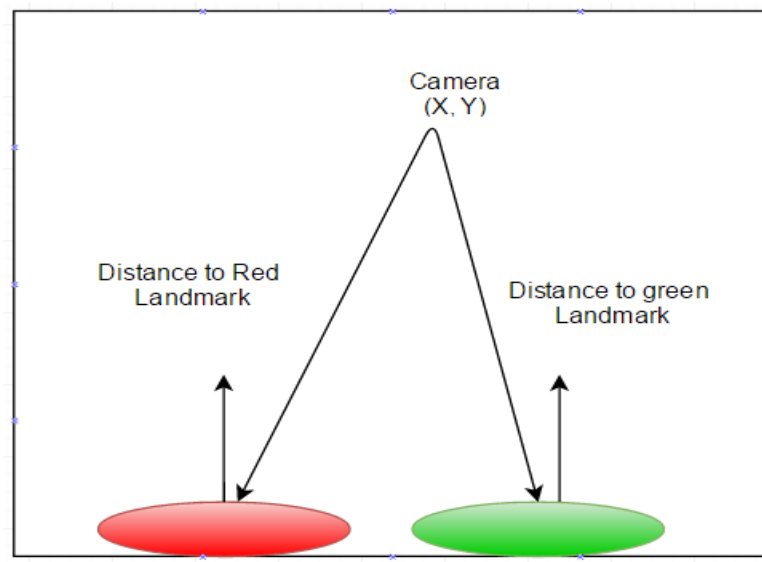 Camera
(X, Y)
Distance to Red
Landmark
Distance to green
Landmark